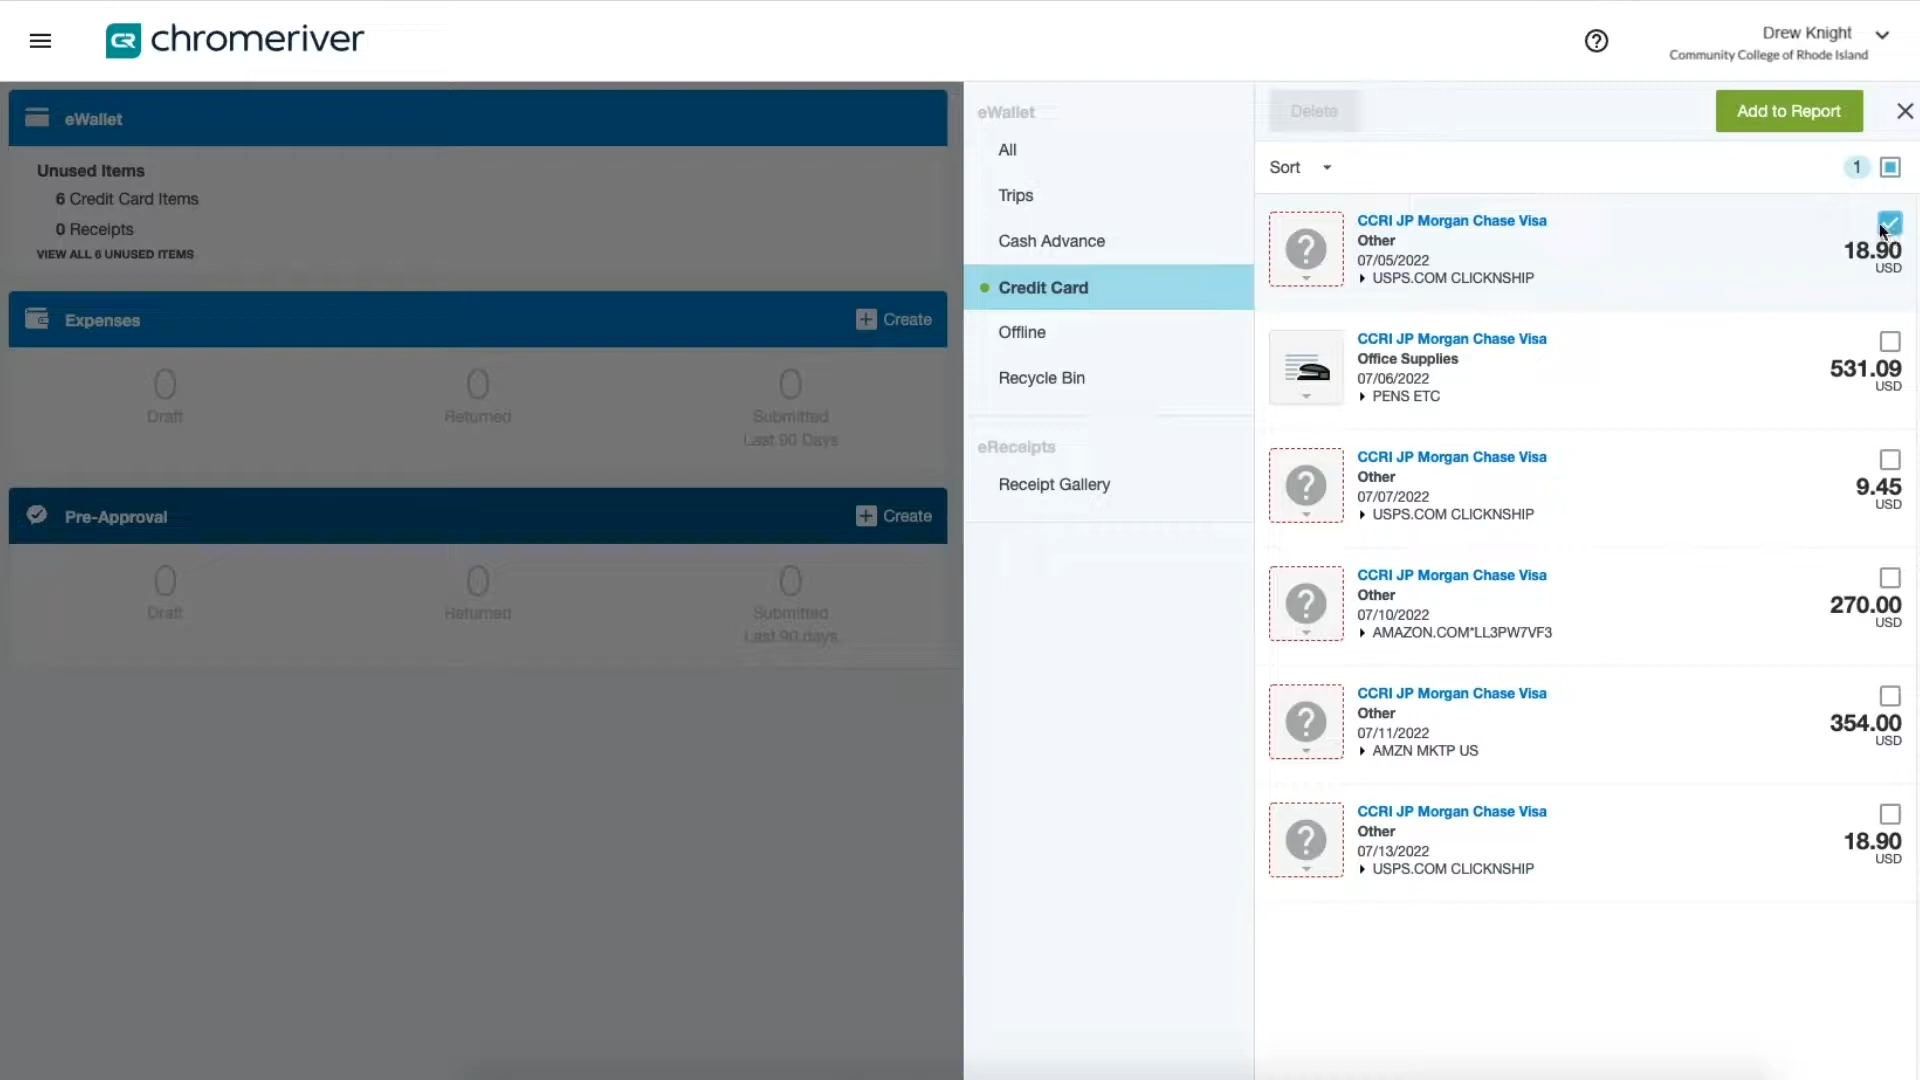 CR chromeriver
Drew Knight
Community College of Rhode Island
eWallet
Unused Items
6 Credit Card Items
0 Receipts
VIEW ALL 6 UNUSED ITEMS
Expenses
Create
0
Draft
0
Returned
0
Submitted
Last 90 Days
Pre-Approval
Create
0
Draft
0
Returned
0
Submitted
Last 90 days
eWallet
All
Trips
Cash Advance
Credit Card
Offline
Recycle Bin
eReceipts
Receipt Gallery
Delete
Add to Report
Sort
1
CCRI JP Morgan Chase Visa
Other
07/05/2022
USPS.COM CLICKNSHIP
18.90
USD
CCRI JP Morgan Chase Visa
Office Supplies
07/06/2022
PENS ETC
531.09
USD
CCRI JP Morgan Chase Visa
Other
07/07/2022
USPS.COM CLICKNSHIP
9.45
USD
CCRI JP Morgan Chase Visa
Other
07/10/2022
AMAZON.COM*LL3PW7VF3
270.00
USD
CCRI JP Morgan Chase Visa
Other
07/11/2022
AMZN MKTP US
354.00
USD
CCRI JP Morgan Chase Visa
Other
07/13/2022
USPS.COM CLICKNSHIP
18.90
USD